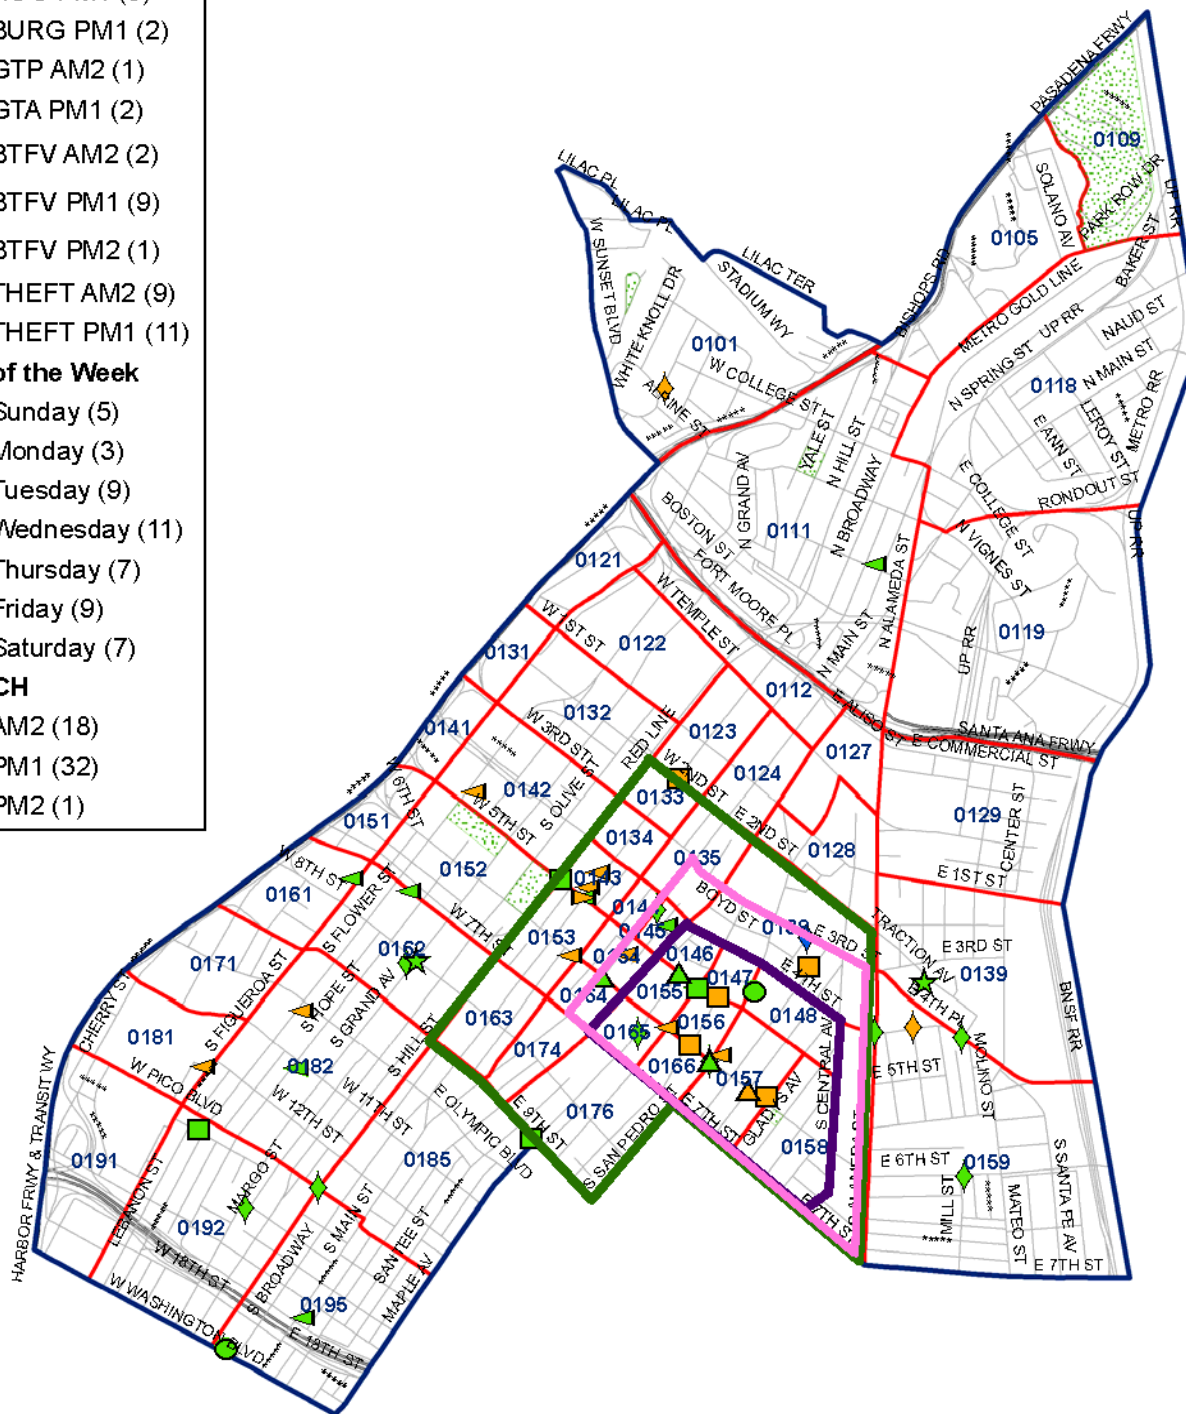 BURG PM1 (2)
GTP AM2 (1)
GTA PM1 (2)
BTFV AM2 (2)
BTFV PM1 (9)
BTFV PM2 (1)
THEFT AM2 (9)
THEFT PM1 (11)
of the Week
Sunday (5)
Monday (3)
Tuesday (9)
Wednesday (11)
Thursday (7)
Friday (9)
Saturday (7)
CH
AM2 (18)
PM1 (32)
PM2 (1)
PASADENA FRWY
0109
SOLANO AV
PARK ROW DR
UP RR
0105
BAKER ST
LILAC PL
LILAC PL
LILAC TER
W SUNSET BLVD
STADIUM WY
WHITE KNOLL DR
BISHOPS RD
METRO GOLD LINE
UP RR
NAUD ST
0101
W COLLEGE ST
N SPRING ST
N MAIN ST
0118
METRO RR
LEROY ST
E ANN ST
ALPINE ST
YALE ST
N HILL ST
N GRAND AV
N BROADWAY
E COLLEGE ST
RONDOUT ST
BOSTON ST
0111
N VIGNES ST
UP RR
0121
FORT MOORE PL
N ALAMEDA ST
W TEMPLE ST
W 1ST ST
0122
N MAIN ST
0119
UP RR
0131
0112
0132
0123
E ALISO ST
SANTA ANA FRWY
E COMMERCIAL ST
0141
W 3RD ST
RED LINE
W 2ND ST
0127
0124
0142
S OLIVE ST
0133
W 6TH ST
W 5TH ST
E 2ND ST
0129
CENTER ST
0151
0134
0128
0135
W 8TH ST
0152
0143
E 1ST ST
0161
S FLOWER ST
BOYD ST
TRACTION AV
W 7TH ST
0153
E 3RD ST
E 3RD ST
0171
0162
0146
0139
CHERRY ST
S FIGUEROA ST
S HOPE ST
S GRAND AV
0154
0147
E 4TH ST
E 4TH PL
0164
0155
0148
BNSF RR
0181
0163
0165
0156
0182
S HILL ST
0174
0166
E 5TH ST
MOLINO ST
W PICO BLVD
W 11TH ST
W 12TH ST
0157
S CENTRAL AV
E OLYMPIC BLVD
E 9TH ST
0176
E 7TH ST
GLADYS AV
HARBOR FRWY & TRANSIT WY
0191
S SAN PEDRO
0158
S ALAMEDA ST
MARGO ST
0185
E 6TH ST
0159
LEBANON ST
0192
S MAIN ST
SANTEE ST
E 7TH ST
MILL ST
MATEO ST
S SANTA FE AV
W 18TH ST
S BROADWAY
MAPLE AV
E 7TH ST
0195
W WASHINGTON BLVD
E 18TH ST